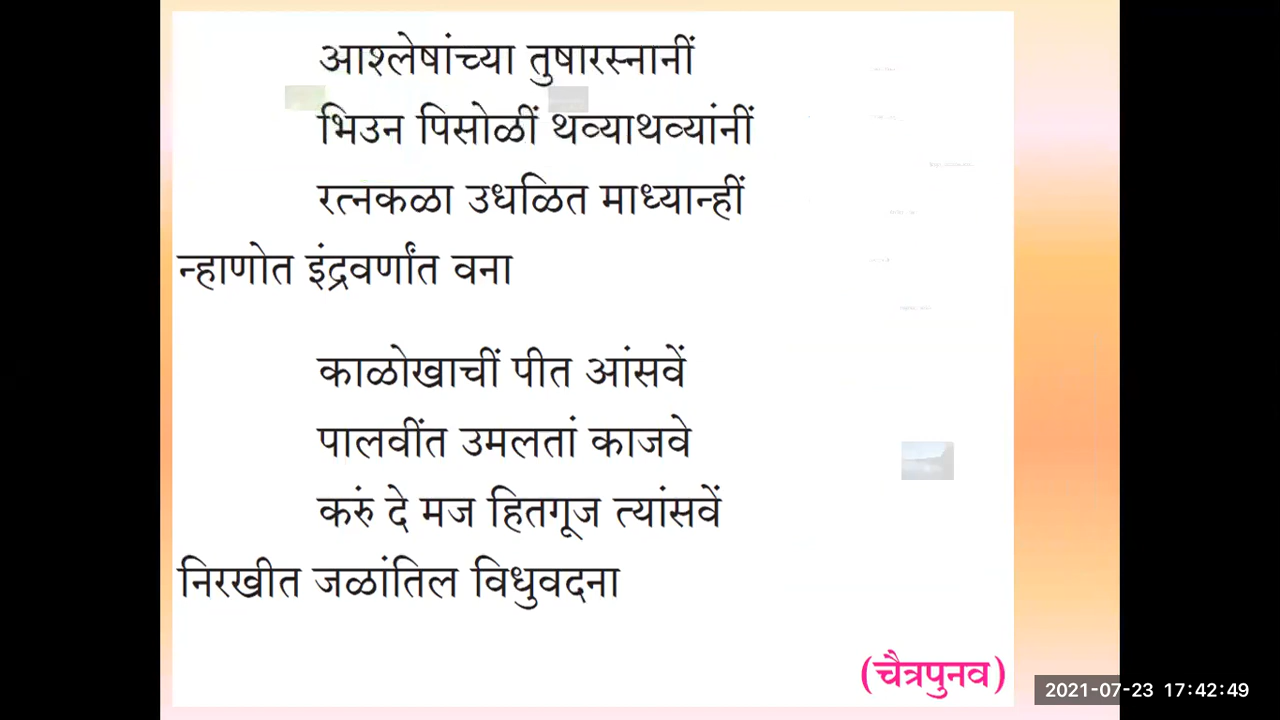 आश्लेषांच्या तुषारस्नानीं
भिउन पिसोळीं थव्याथव्यांनीं
रत्नकळा उधळित माध्यान्हीं
न्हाणोत इंद्रवर्णांत वना
काळोखाचीं पीत आंसवें
पालवींत उमलतां काजवे
करुं दे मज हितगूज त्यांसवें
निरखीत जळांतिल विधुवदना
(चैत्रपुनव)
2021-07-23 17:42:49